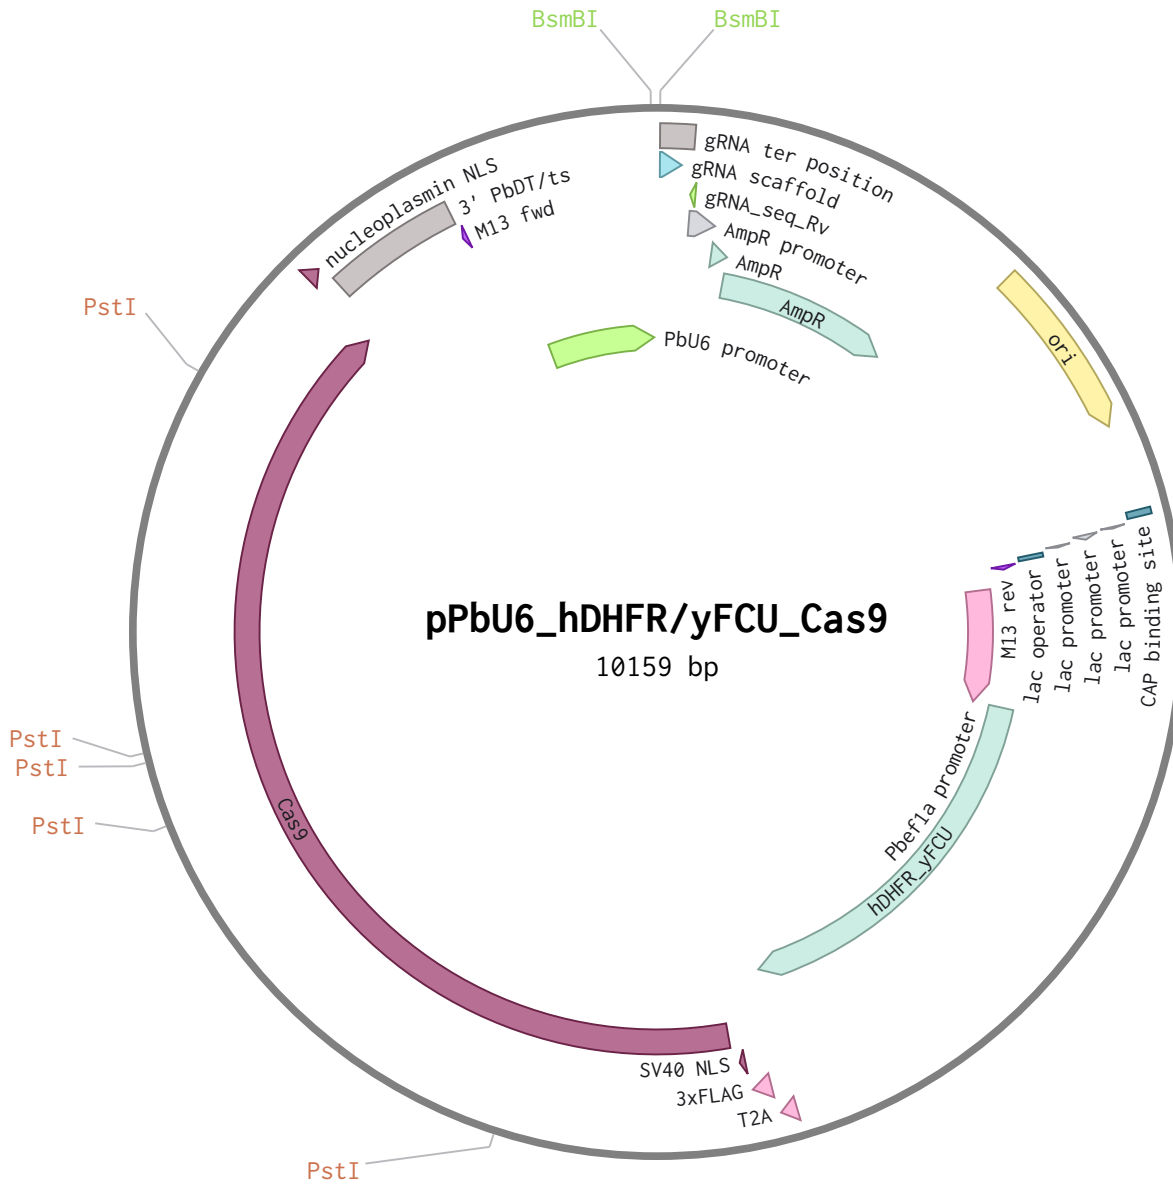 BsmBI
BsmBI
gRNA ter position
gRNA scaffold
gRNA_seq_Rv
AmpR promoter
AmpR
AmpR
nucleoplasmin NLS
3' PbDT/ts
M13 fwd
PstI
PbU6 promoter
ori
pPbU6_hDHFR/yFCU_Cas9
10159 bp
M13 rev
lac operator
lac promoter
lac promoter
lac promoter
CAP binding site
Pbef1a promoter
hDHFR_yFCU
PstI
PstI
PstI
Cas9
SV40 NLS
3xFLAG
T2A
PstI